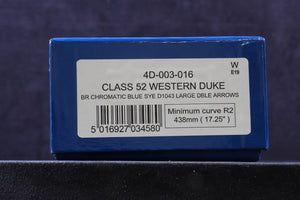 W
E19
4D-003-016
CLASS 52 WESTERN DUKE
BR CHROMATIC BLUE SYE D1043 LARGE DBLE ARROWS
5 016927 034580
Minimum curve R2
438mm ( 17.25" )